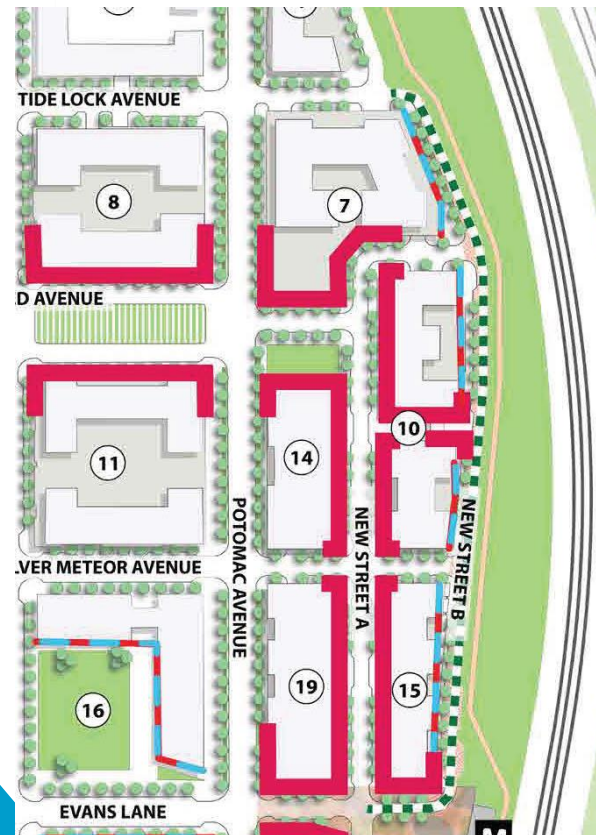 TIDE LOCK AVENUE
8
7
D AVENUE
10
11
14
POTOMAC AVENUE
NEW STREET A
NEW STREET B
LVER METEOR AVENUE
16
19
15
EVANS LANE
M